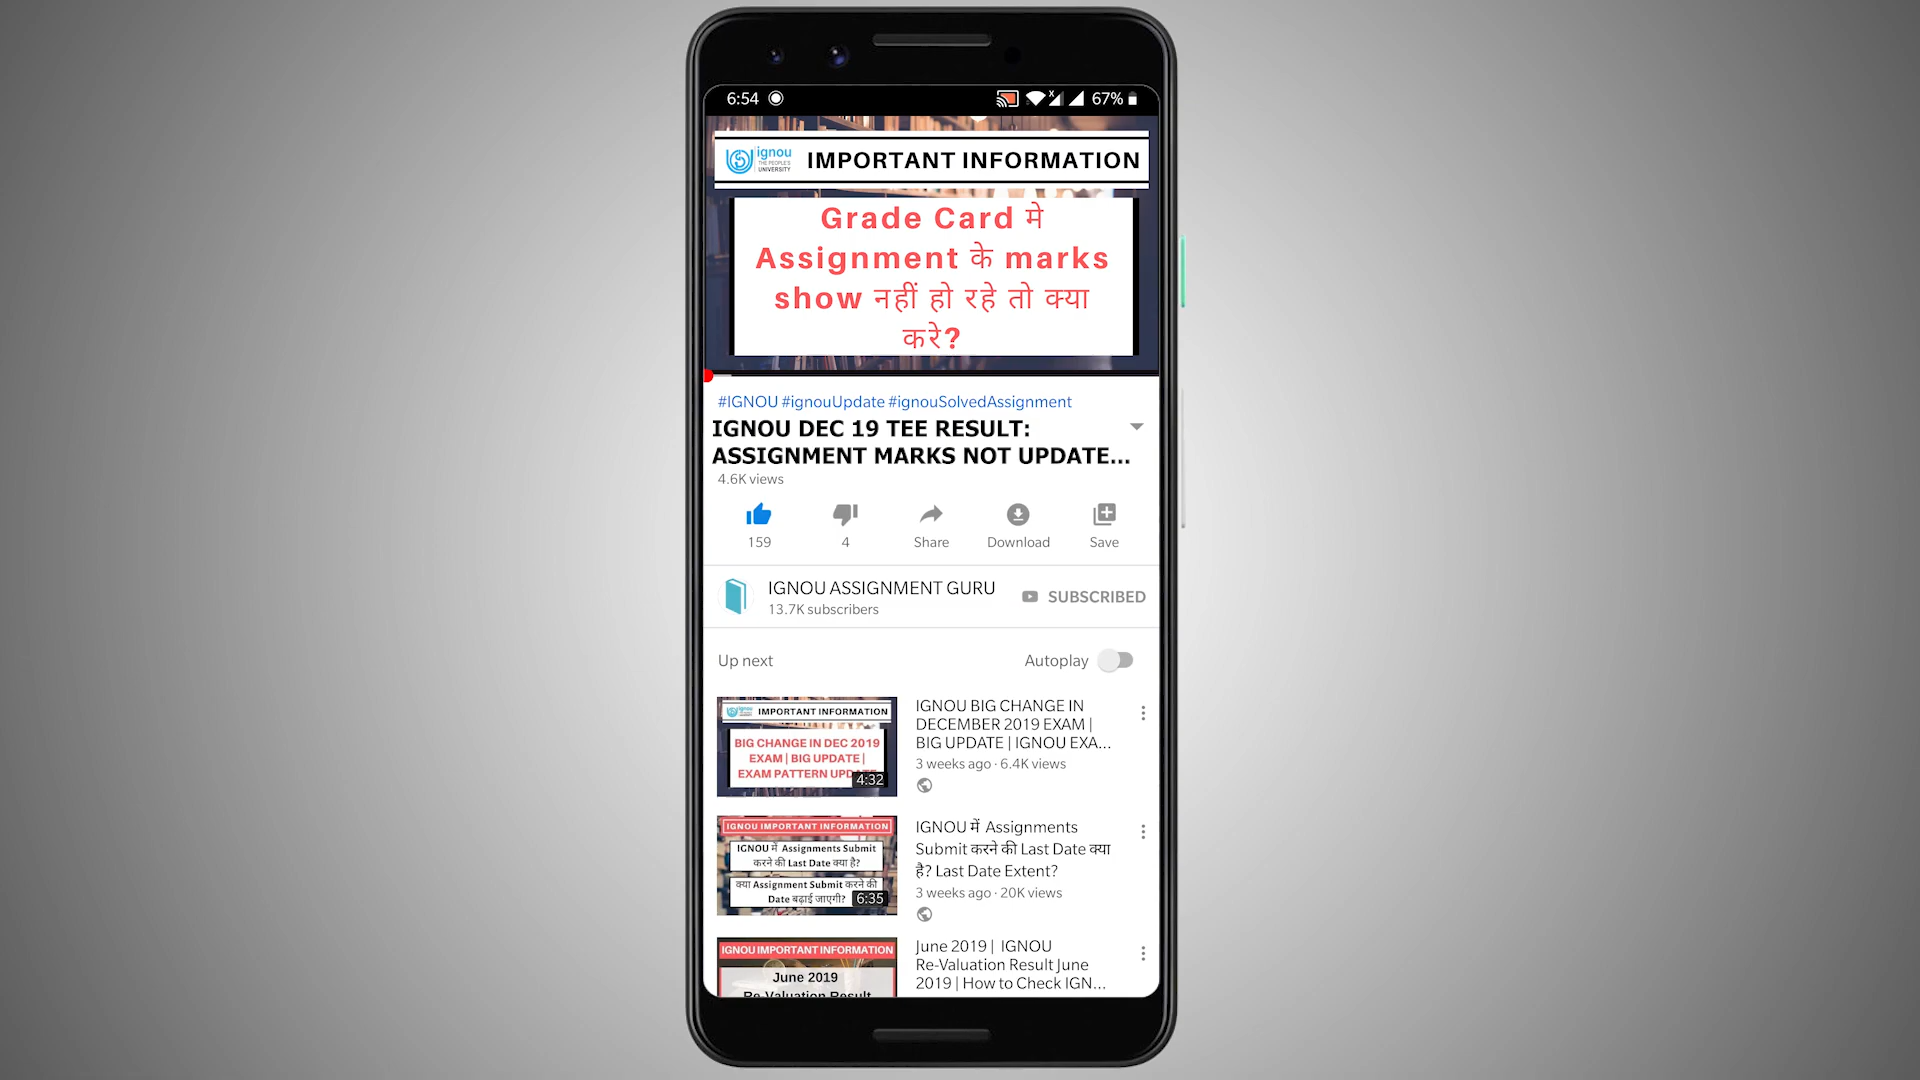 6:54
67%
ignou
THE PEOPLE'S
UNIVERSITY
IMPORTANT INFORMATION
Grade Card मे
Assignment के marks
show नहीं हो रहे तो क्या
करे?
#IGNOU #ignouUpdate #ignouSolvedAssignment
IGNOU DEC 19 TEE RESULT:
ASSIGNMENT MARKS NOT UPDATE...
4.6K views
159
4
Share
Download
Save
IGNOU ASSIGNMENT GURU
13.7K subscribers
SUBSCRIBED
Up next
Autoplay
ignou
IMPORTANT INFORMATION
BIG CHANGE IN DEC 2019
EXAM | BIG UPDATE |
EXAM PATTERN UPDATE
4:32
IGNOU BIG CHANGE IN
DECEMBER 2019 EXAM |
BIG UPDATE | IGNOU EXA...
3 weeks ago · 6.4K views
IGNOU IMPORTANT INFORMATION
IGNOU में Assignments Submit
करने की Last Date क्या है?
क्या Assignment Submit करने की
Date बढ़ाई जाएगी?
6:35
IGNOU में Assignments
Submit करने की Last Date क्या
है? Last Date Extent?
3 weeks ago · 20K views
IGNOU IMPORTANT INFORMATION
June 2019
Re-Valuation Result
June 2019 | IGNOU
Re-Valuation Result June
2019 | How to Check IGN...